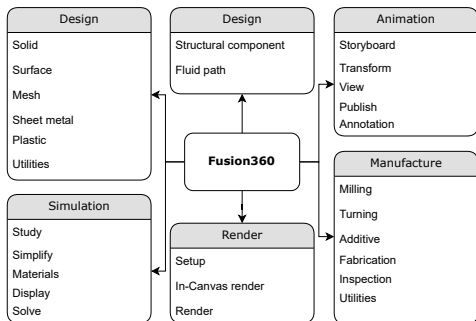 Design
Solid
Surface
Mesh
Sheet metal
Plastic
Utilities
Design
Structural component
Fluid path
Animation
Storyboard
Transform
View
Publish
Annotation
Fusion360
Simulation
Study
Simplify
Materials
Display
Solve
Render
Setup
In-Canvas render
Render
Manufacture
Milling
Turning
Additive
Fabrication
Inspection
Utilities